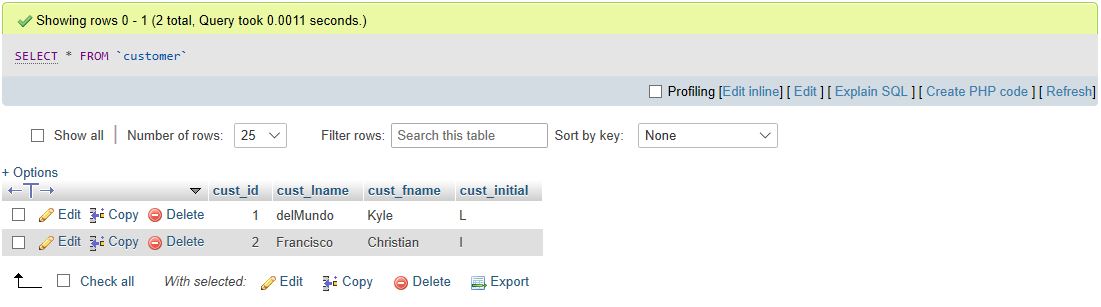 Showing rows 0 - 1 (2 total, Query took 0.0011 seconds.)
SELECT * FROM `customer`
Profiling [Edit inline] [ Edit ] [ Explain SQL ] [ Create PHP code ] [ Refresh]
Show all | Number of rows: 25 Filter rows: Search this table Sort by key: None
+ Options
←T→ cust_id cust_lname cust_fname cust_initial
Edit Copy Delete 1 delMundo Kyle L
Edit Copy Delete 2 Francisco Christian I
Check all With selected: Edit Copy Delete Export